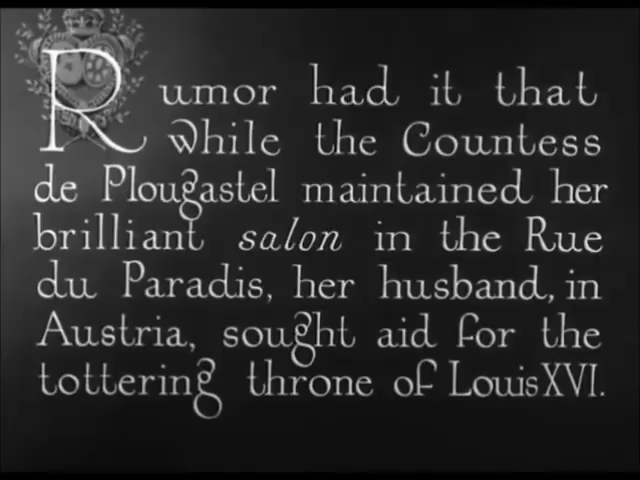 Rumor had it that
while the Countess
de Plougastel maintained her
brilliant salon in the Rue
du Paradis, her husband, in
Austria, sought aid for the
tottering throne of Louis XVI.